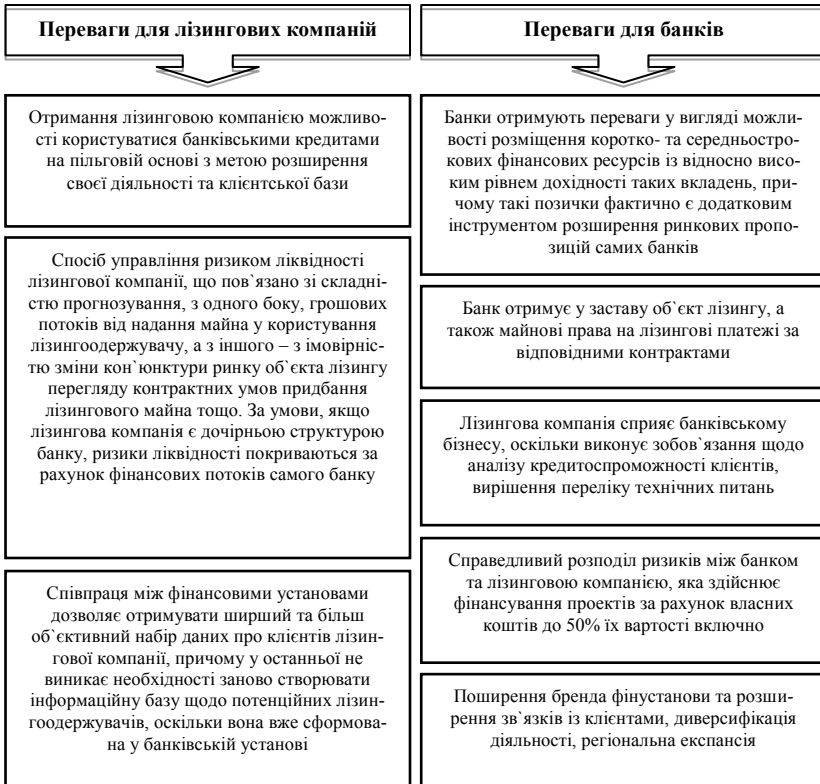 Переваги для лізингових компаній
Отримання лізинговою компанією можливо-
сті користуватися банківськими кредитами
на пільговій основі з метою розширення
своєї діяльності та клієнтської бази
Спосіб управління ризиком ліквідності
лізингової компанії, що пов`язано зі складні-
стю прогнозування, з одного боку, грошових
потоків від надання майна у користування
лізингоодержувачу, а з іншого – з імовірні-
стю зміни кон`юнктури ринку об`єкта лізингу
перегляду контрактних умов придбання
лізингового майна тощо. За умови, якщо
лізингова компанія є дочірньою структурою
банку, ризики ліквідності покриваються за
рахунок фінансових потоків самого банку
Співпраця між фінансовими установами
дозволяє отримувати ширший та більш
об`єктивний набір даних про клієнтів лізин-
гової компанії, причому у останньої не
виникає необхідності заново створювати
інформаційну базу щодо потенційних лізин-
гоодержувачів, оскільки вона вже сформова-
на у банківській установі
Переваги для банків
Банки отримують переваги у вигляді можли-
вості розміщення коротко- та середньостро-
кових фінансових ресурсів із відносно висо-
ким рівнем дохідності таких вкладень, при-
чому такі позички фактично є додатковим
інструментом розширення ринкових пропо-
зицій самих банків
Банк отримує у заставу об`єкт лізингу, а
також майнові права на лізингові платежі за
відповідними контрактами
Лізингова компанія сприяє банківському
бізнесу, оскільки виконує зобов`язання щодо
аналізу кредитоспроможності клієнтів,
вирішення переліку технічних питань
Справедливий розподіл ризиків між банком
та лізинговою компанією, яка здійснює
фінансування проектів за рахунок власних
коштів до 50% їх вартості включно
Поширення бренда фінустанови та розши-
рення зв`язків із клієнтами, диверсифікація
діяльності, регіональна експансія